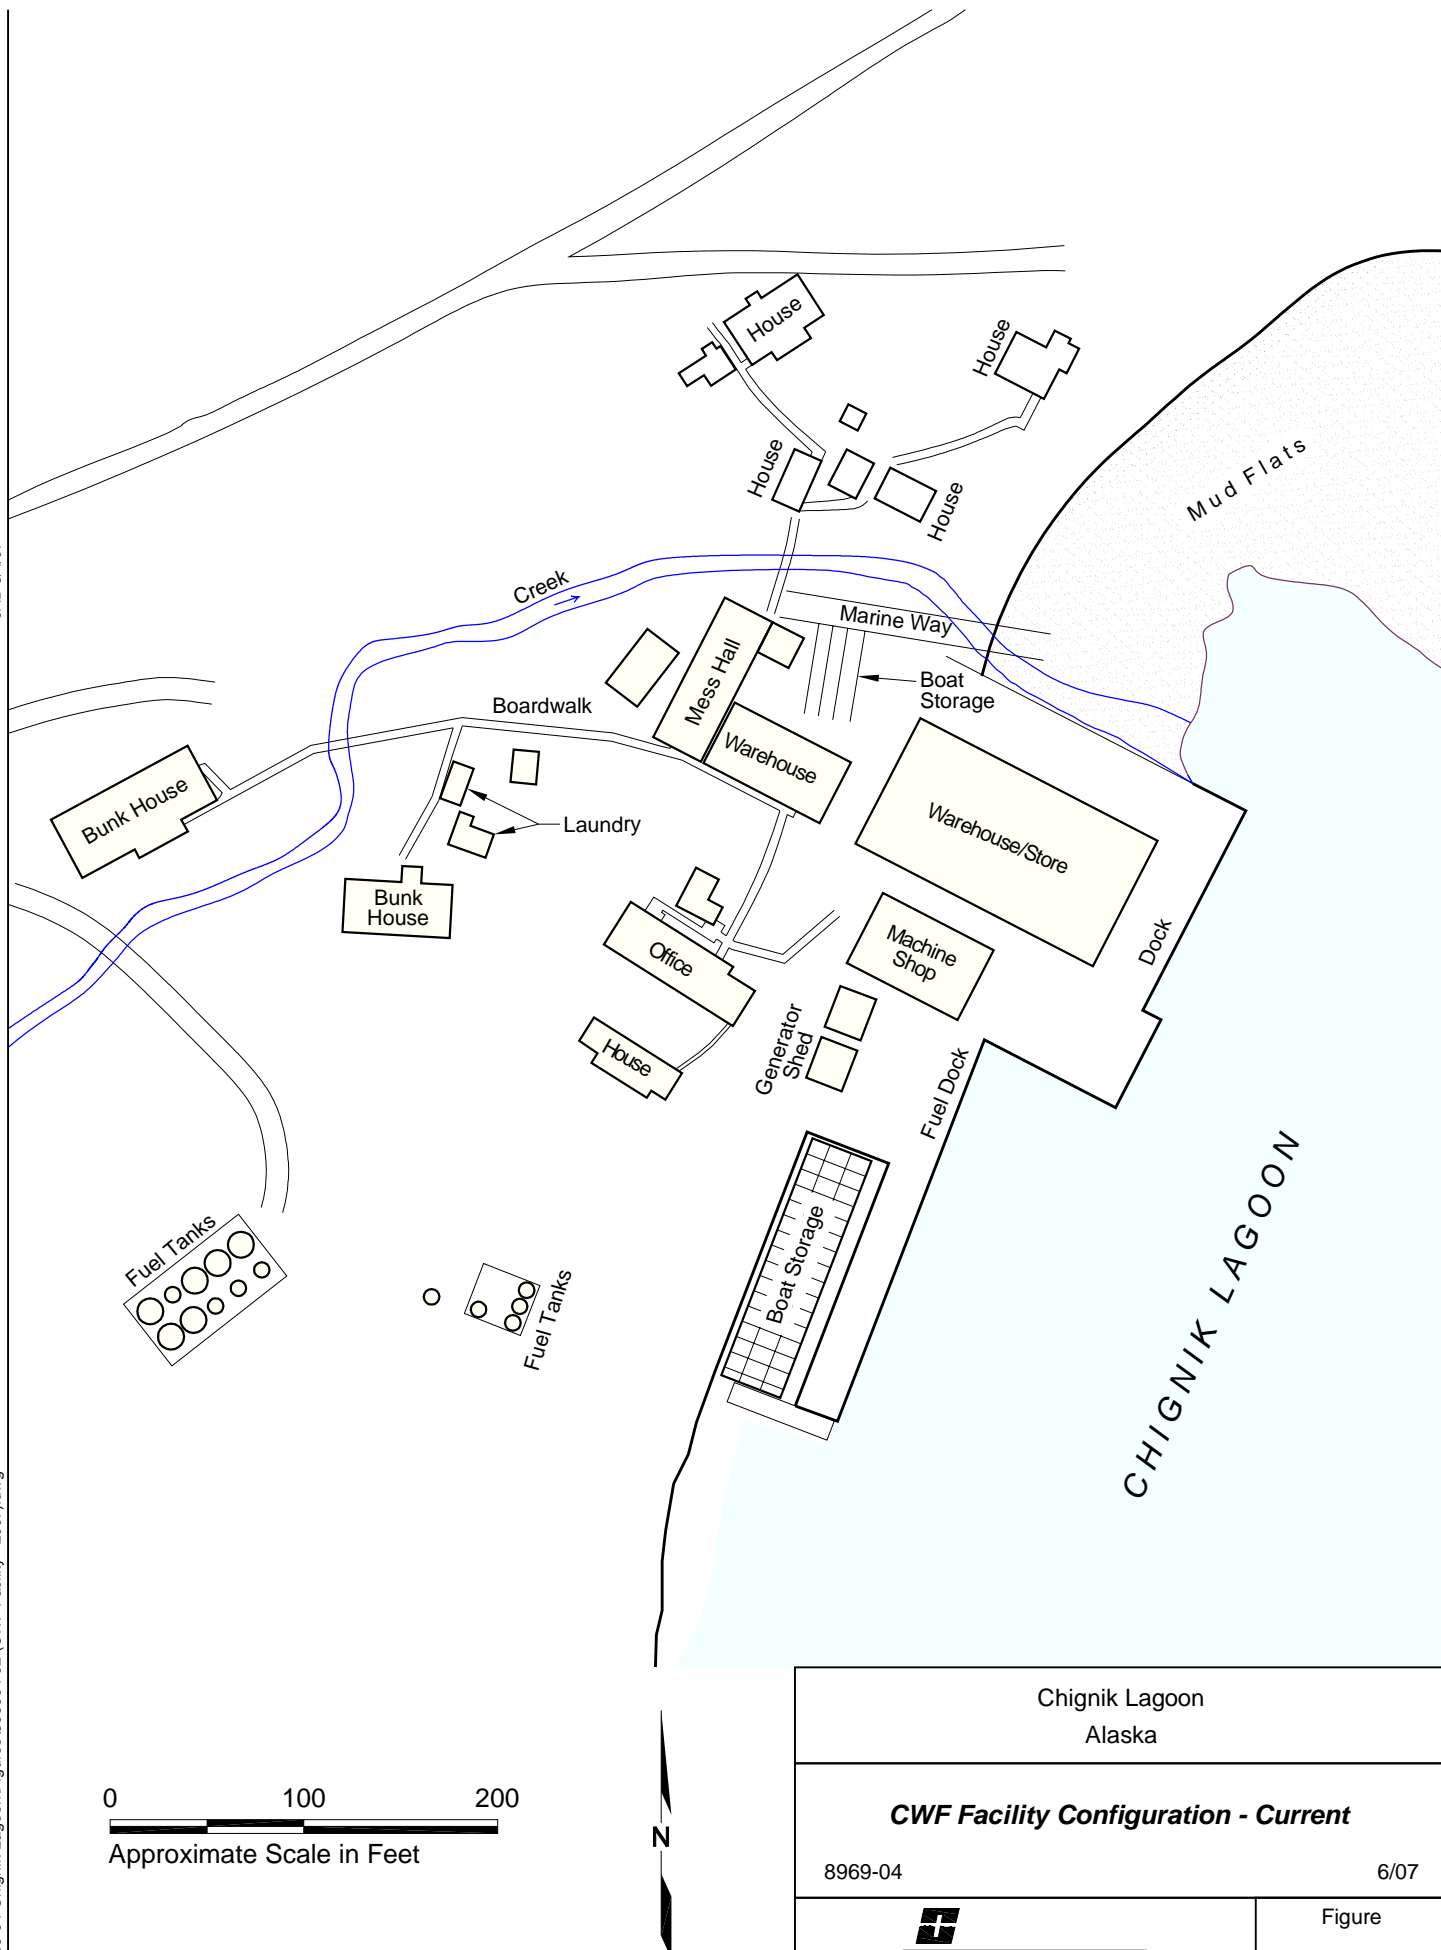 House
House
House
House
Mud Flats
Creek
Marine Way
Mess Hall
Boat
Storage
Boardwalk
Warehouse
Bunk House
Laundry
Warehouse/Store
Bunk
House
Machine
Shop
Dock
Office
Generator
Shed
House
Fuel Dock
Fuel Tanks
Boat Storage
Fuel Tanks
CHIGNIK LAGOON
0 100 200
Approximate Scale in Feet
N
Chignik Lagoon
Alaska
CWF Facility Configuration - Current
8969-04 6/07
Figure